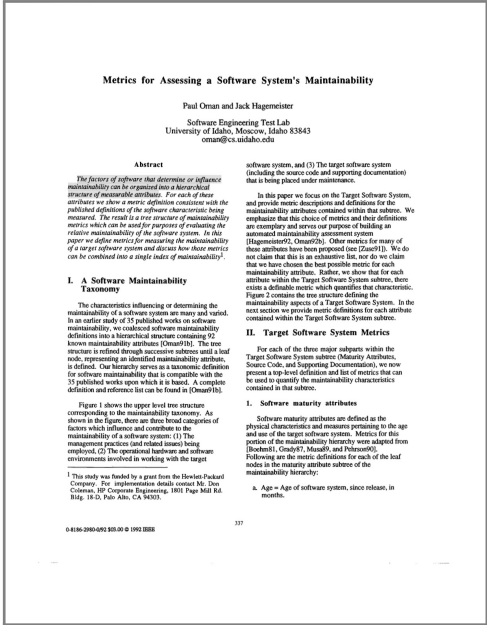 Metrics for Assessing a Software System's Maintainability
Paul Oman and Jack Hagemeister
Software Engineering Test Lab
University of Idaho, Moscow, Idaho 83843
oman@cs.uidaho.edu
Abstract
The factors of software that determine or influence
maintainability can be organized into a hierarchical
structure of measurable attributes. For each of these
attributes we show a metric definition consistent with the
published definitions of the software characteristic being
measured. The result is a tree structure of maintainability
metrics which can be used for purposes of evaluating the
relative maintainability of the software system. In this
paper we define metrics for measuring the maintainability
of a target software system and discuss how those metrics
can be combined into a single index of maintainability1.
I. A Software Maintainability
Taxonomy
The characteristics influencing or determining the
maintainability of a software system are many and varied.
In an earlier study of 35 published works on software
maintainability, we coalesced software maintainability
definitions into a hierarchical structure containing 92
known maintainability attributes [Oman91b]. The tree
structure is refined through successive subtrees until a leaf
node, representing an identified maintainability attribute,
is defined. Our hierarchy serves as a taxonomic definition
for software maintainability that is compatible with the
35 published works upon which it is based. A complete
definition and reference list can be found in [Oman91b].
Figure 1 shows the upper level tree structure
corresponding to the maintainability taxonomy. As
shown in the figure, there are three broad categories of
factors which influence and contribute to the
maintainability of a software system: (1) The
management practices (and related issues) being
employed, (2) The operational hardware and software
environments involved in working with the target
1 This study was funded by a grant from the Hewlett-Packard
Company. For implementation details contact Mr. Don
Coleman, HP Corporate Engineering, 1801 Page Mill Rd.
Bldg. 18-D, Palo Alto, CA 94303.
software system, and (3) The target software system
(including the source code and supporting documentation)
that is being placed under maintenance.
In this paper we focus on the Target Software System,
and provide metric descriptions and definitions for the
maintainability attributes contained within that subtree. We
emphasize that this choice of metrics and their definitions
are exemplary and serves our purpose of building an
automated maintainability assessment system
[Hagemeister92, Oman92b]. Other metrics for many of
these attributes have been proposed (see [Zuse91]). We do
not claim that this is an exhaustive list, nor do we claim
that we have chosen the best possible metric for each
maintainability attribute. Rather, we show that for each
attribute within the Target Software System, there
exists a definable metric which quantifies that characteristic.
Figure 2 contains the tree structure defining the
maintainability aspects of a Target Software System. In the
next section we provide metric definitions for each attribute
contained within the Target Software System subtree.
II. Target Software System Metrics
For each of the three major subparts within the
Target Software System subtree (Maturity Attributes,
Source Code, and Supporting Documentation), we now
present a top-level definition and list of metrics that can
be used to quantify the maintainability characteristics
contained in that subtree.
1. Software maturity attributes
Software maturity attributes are defined as the
physical characteristics and measures pertaining to the age
and use of the target software system. Metrics for this
portion of the maintainability hierarchy were adapted from
[Boehm81, Grady87, Musa89, and Pehrson90].
Following are the metric definitions for each of the leaf
nodes in the maturity attribute subtree of the
maintainability hierarchy:
a. Age = Age of software system, since release, in
months.
337
0-8186-2980-0/92 $03.00 © 1992 IEEE